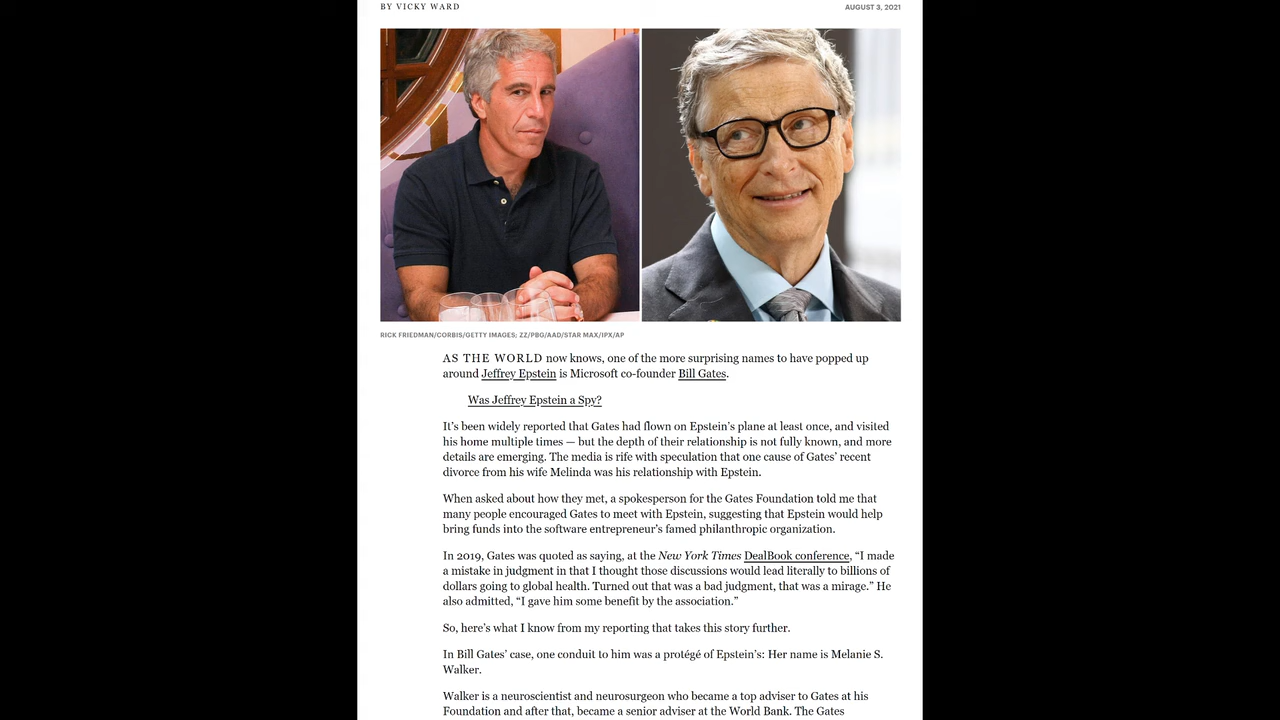 BY VICKY WARD
AUGUST 3, 2021
RICK FRIEDMAN/CORBIS/GETTY IMAGES; ZZ/PBG/AAD/STAR MAX/IPX/AP
AS THE WORLD now knows, one of the more surprising names to have popped up
around Jeffrey Epstein is Microsoft co-founder Bill Gates.
Was Jeffrey Epstein a Spy?
It’s been widely reported that Gates had flown on Epstein’s plane at least once, and visited
his home multiple times — but the depth of their relationship is not fully known, and more
details are emerging. The media is rife with speculation that one cause of Gates’ recent
divorce from his wife Melinda was his relationship with Epstein.
When asked about how they met, a spokesperson for the Gates Foundation told me that
many people encouraged Gates to meet with Epstein, suggesting that Epstein would help
bring funds into the software entrepreneur’s famed philanthropic organization.
In 2019, Gates was quoted as saying, at the New York Times DealBook conference, “I made
a mistake in judgment in that I thought those discussions would lead literally to billions of
dollars going to global health. Turned out that was a bad judgment, that was a mirage.” He
also admitted, “I gave him some benefit by the association.”
So, here’s what I know from my reporting that takes this story further.
In Bill Gates’ case, one conduit to him was a protégé of Epstein’s: Her name is Melanie S.
Walker.
Walker is a neuroscientist and neurosurgeon who became a top adviser to Gates at his
Foundation and after that, became a senior adviser at the World Bank. The Gates